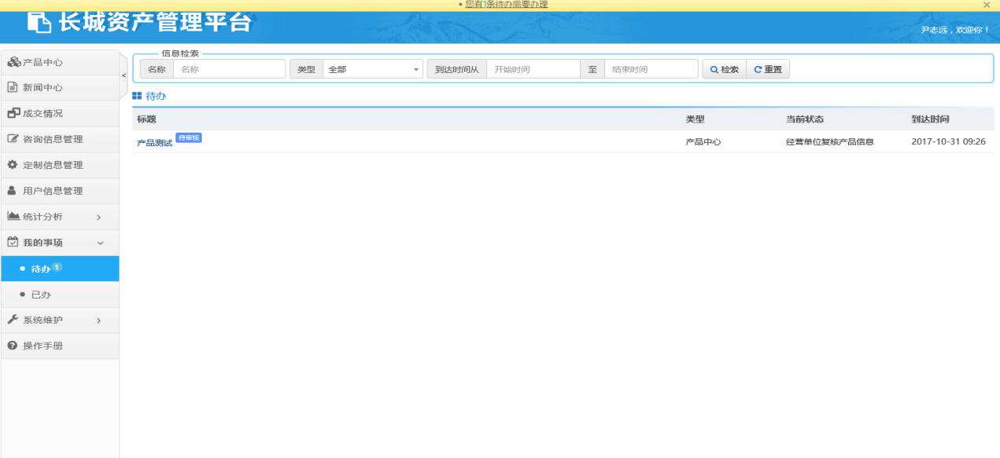 您有1条待办需要办理
长城资产管理平台
尹志远，欢迎你！
产品中心
新闻中心
成交情况
咨询信息管理
定制信息管理
用户信息管理
统计分析
我的事项
待办 1
已办
系统维护
操作手册
信息检索
名称 名称 类型 全部 到达时间从 开始时间 至 结束时间 检索 重置
待办
标题 类型 当前状态 到达时间
产品测试 待审核 产品中心 经营单位复核产品信息 2017-10-31 09:26